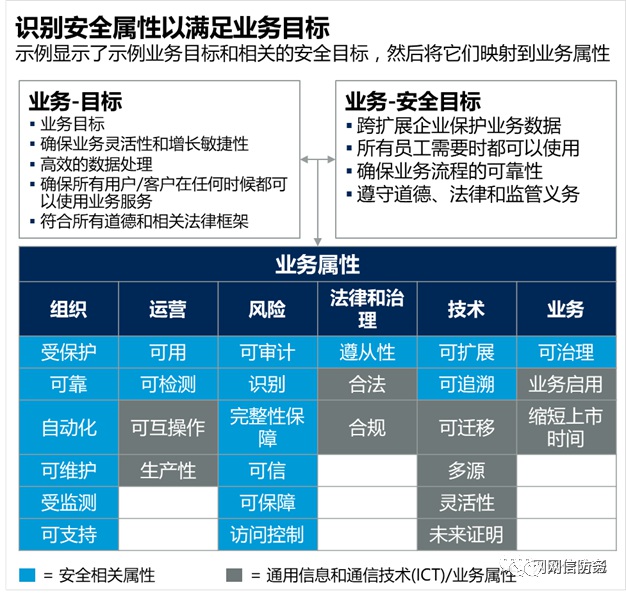 识别安全属性以满足业务目标
示例显示了示例业务目标和相关的安全目标，然后将它们映射到业务属性
业务-目标
▪ 业务目标
▪ 确保业务灵活性和增长敏捷性
▪ 高效的数据处理
▪ 确保所有用户/客户在任何时候都可
以使用业务服务
▪ 符合所有道德和相关法律框架
业务-安全目标
▪ 跨扩展企业保护业务数据
▪ 所有员工需要时都可以使用
▪ 确保业务流程的可靠性
▪ 遵守道德、法律和监管义务
业务属性
组织 运营 风险 法律和治理 技术 业务
受保护 可用 可审计 遵从性 可扩展 可治理
可靠 可检测 识别 合法 可追溯 业务启用
自动化 可互操作 完整性保障 合规 可迁移 缩短上市时间
可维护 生产性 可信 多源
受监测 可保障 灵活性
可支持 访问控制 未来证明
= 安全相关属性
= 通用信息和通信技术(ICT)/业务属性
网信防务